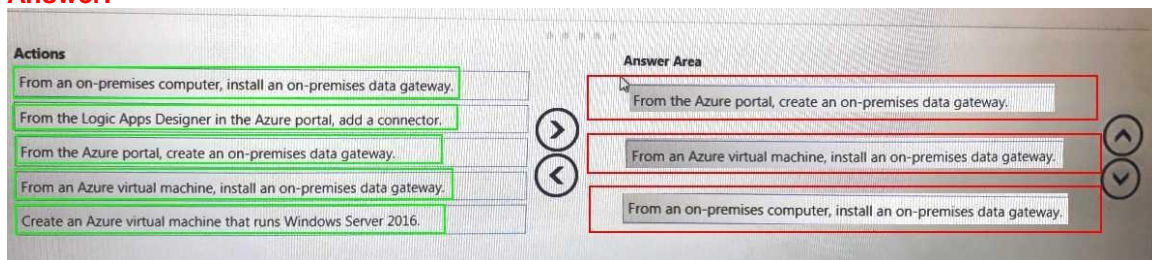 Answer:
Actions
From an on-premises computer, install an on-premises data gateway.
From the Logic Apps Designer in the Azure portal, add a connector.
From the Azure portal, create an on-premises data gateway.
From an Azure virtual machine, install an on-premises data gateway.
Create an Azure virtual machine that runs Windows Server 2016.
Answer Area
From the Azure portal, create an on-premises data gateway.
From an Azure virtual machine, install an on-premises data gateway.
From an on-premises computer, install an on-premises data gateway.